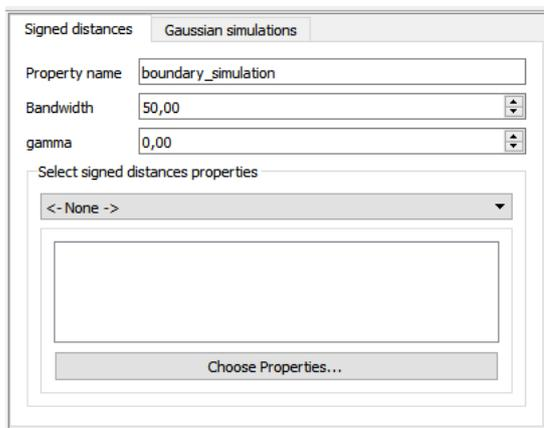 Signed distances Gaussian simulations
Property name boundary_simulation
Bandwidth 50,00
gamma 0,00
Select signed distances properties
<- None ->
Choose Properties...